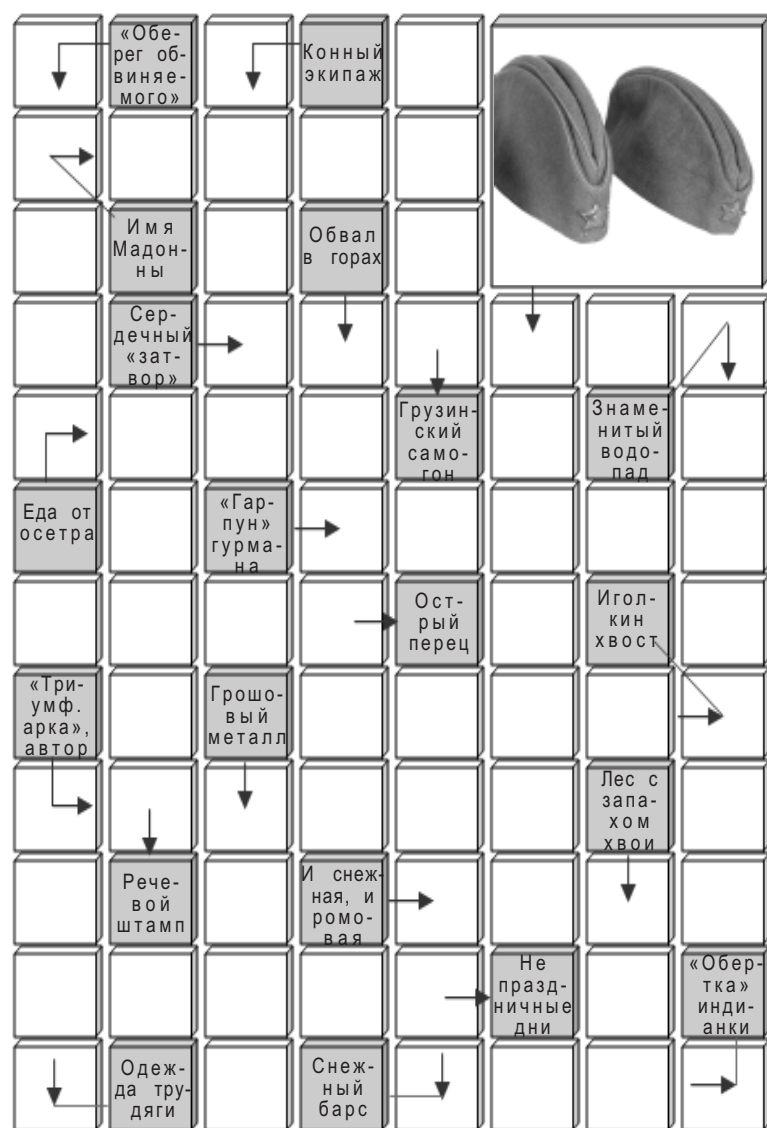 «Обе-
рег об-
виняе-
мого»
Конный
экипаж
Имя
Мадон-
ны
Обвал
в горах
Сер-
дечный
«зат-
вор»
Грузин-
ский
само-
гон
Знаме-
нитый
водо-
пад
Еда от
осетра
«Гар-
пун»
гурма-
на
Ост-
рый
перец
Игол-
кин
хвост
«Три-
умф.
арка»,
автор
Грошо-
вый
металл
Лес с
запа-
хом
хвои
Рече-
вой
штамп
И снеж-
ная, и
ромо-
вая
Не
празд-
ничные
дни
«Обер-
тка»
инди-
анки
Одеж-
да тру-
дяги
Снеж-
ный
барс